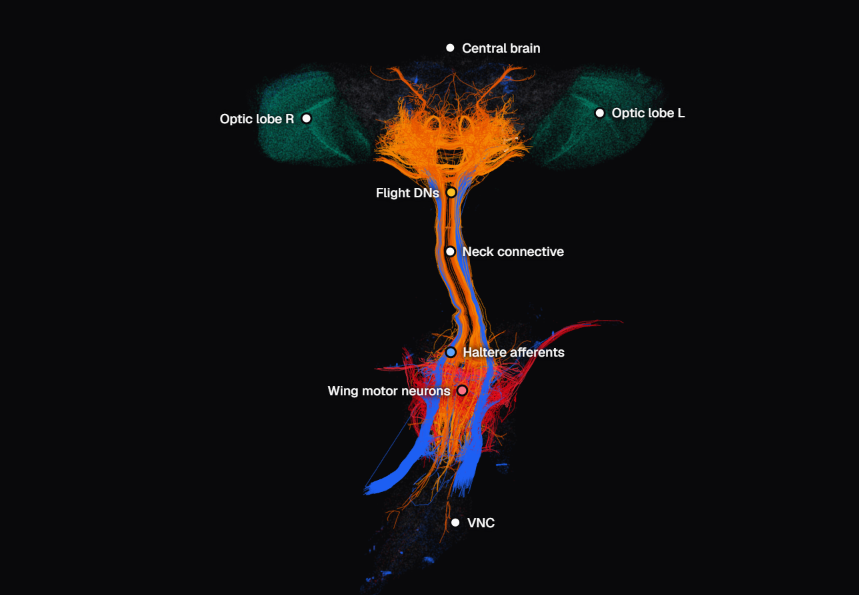 Central brain
Optic lobe L
Optic lobe R
Flight DNs
Neck connective
Haltere afferents
Wing motor neurons
VNC